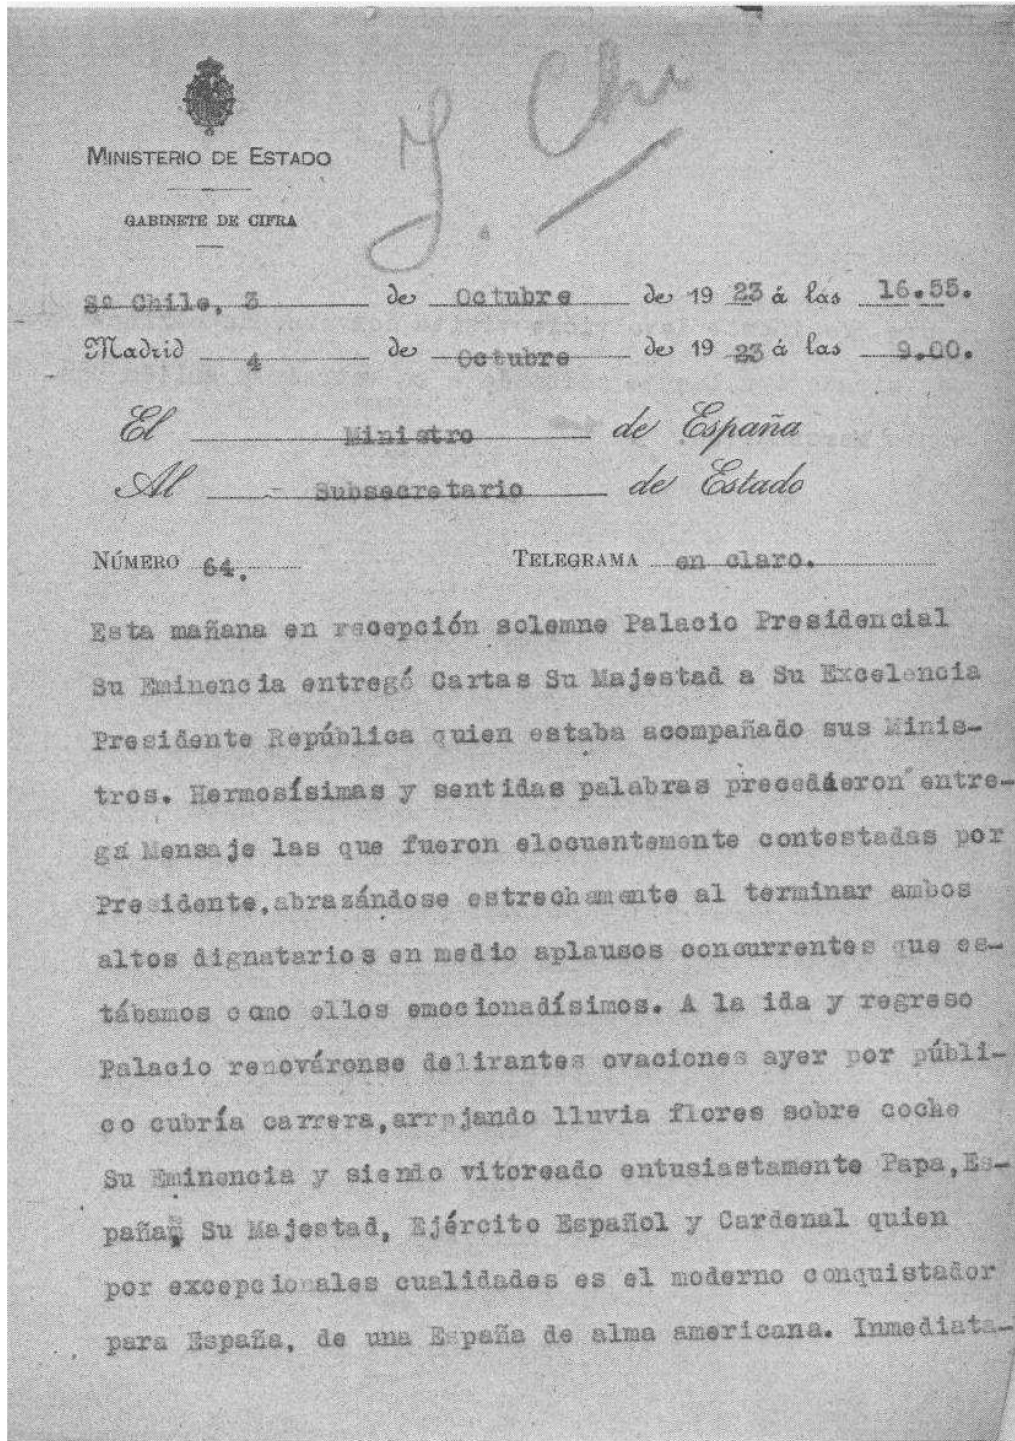 J. Chi
MINISTERIO DE ESTADO
GABINETE DE CIFRA
Sº Chile, 3 de Octubre de 1923 á las 16.55.
Madrid 4 de Octubre de 1923 á las 9.00.
El Ministro de España
Al - Subsecretario de Estado
NÚMERO 64. TELEGRAMA en claro.
Esta mañana en recepción solemne Palacio Presidencial
Su Eminencia entregó Cartas Su Majestad a Su Excelencia
Presidente República quien estaba acompañado sus Minis-
tros. Hermosísimas y sentidas palabras precedieron entre-
gá Mensaje las que fueron elocuentemente contestadas por
Presidente,abrazándose estrechamente al terminar ambos
altos dignatarios en medio aplausos concurrentes que es-
tábamos como ellos emocionadísimos. A la ida y regreso
Palacio renováronse delirantes ovaciones ayer por públi-
co cubría carrera,arrojando lluvia flores sobre coche
Su Eminencia y siendo vitoreado entusiastamente Papa,Es-
paña, Su Majestad, Ejército Español y Cardenal quien
por excepcionales cualidades es el moderno conquistador
para España, de una España de alma americana. Inmediata-